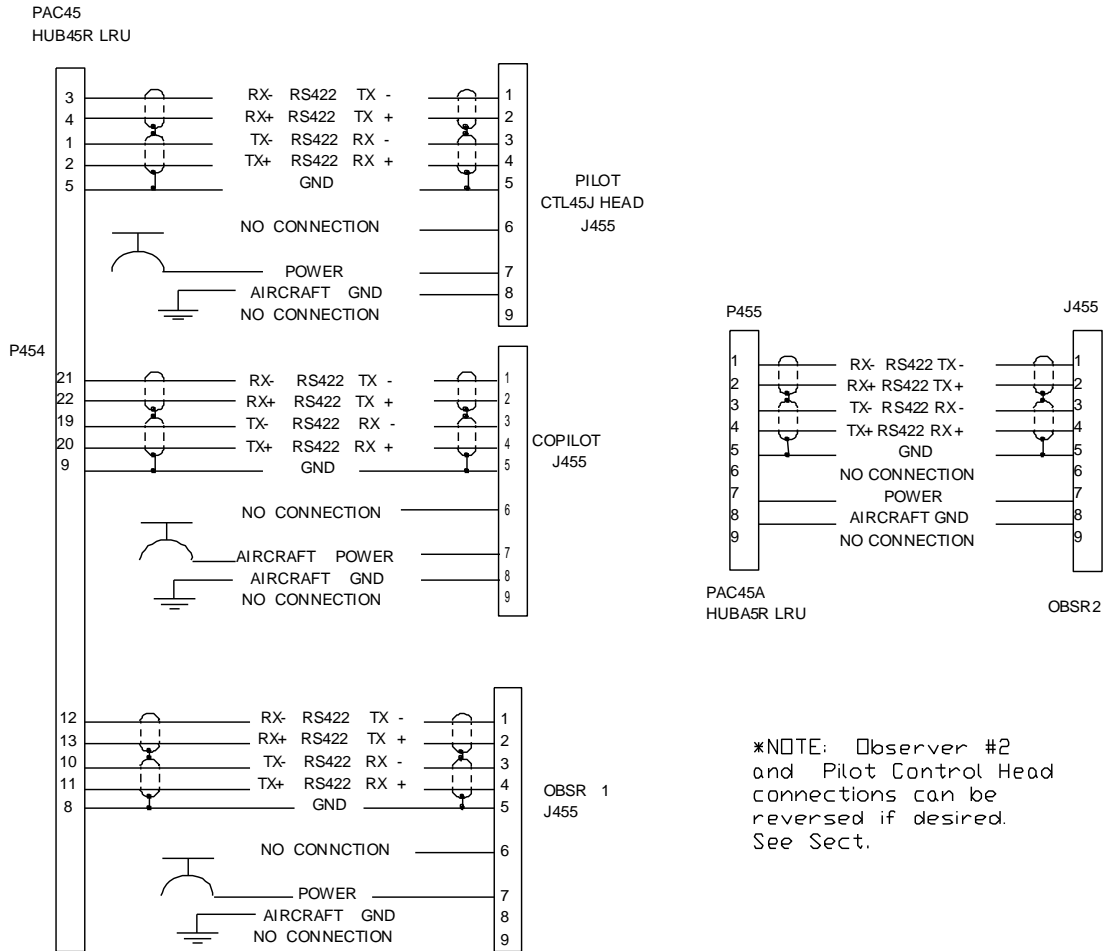 PAC45
HUB45R LRU
3 RX- RS422 TX - 1
4 RX+ RS422 TX + 2
1 TX- RS422 RX - 3
2 TX+ RS422 RX + 4
5 GND 5
PILOT
CTL45J HEAD
J455
NO CONNECTION 6
POWER 7
AIRCRAFT GND 8
NO CONNECTION 9
P454
21 RX- RS422 TX - 1
22 RX+ RS422 TX + 2
19 TX- RS422 RX - 3
20 TX+ RS422 RX + 4
9 GND 5
COPILOT
J455
NO CONNECTION 6
AIRCRAFT POWER 7
AIRCRAFT GND 8
NO CONNECTION 9
12 RX- RS422 TX - 1
13 RX+ RS422 TX + 2
10 TX- RS422 RX - 3
11 TX+ RS422 RX + 4
8 GND 5
OBSR 1
J455
NO CONNCTION 6
POWER 7
AIRCRAFT GND 8
NO CONNECTION 9
P455 J455
1 RX- RS422 TX - 1
2 RX+ RS422 TX+ 2
3 TX- RS422 RX- 3
4 TX+ RS422 RX+ 4
5 GND 5
6 NO CONNECTION 6
7 POWER 7
8 AIRCRAFT GND 8
9 NO CONNECTION 9
PAC45A
HUBA5R LRU
OBSR2
*NOTE: Observer #2
and Pilot Control Head
connections can be
reversed if desired.
See Sect.